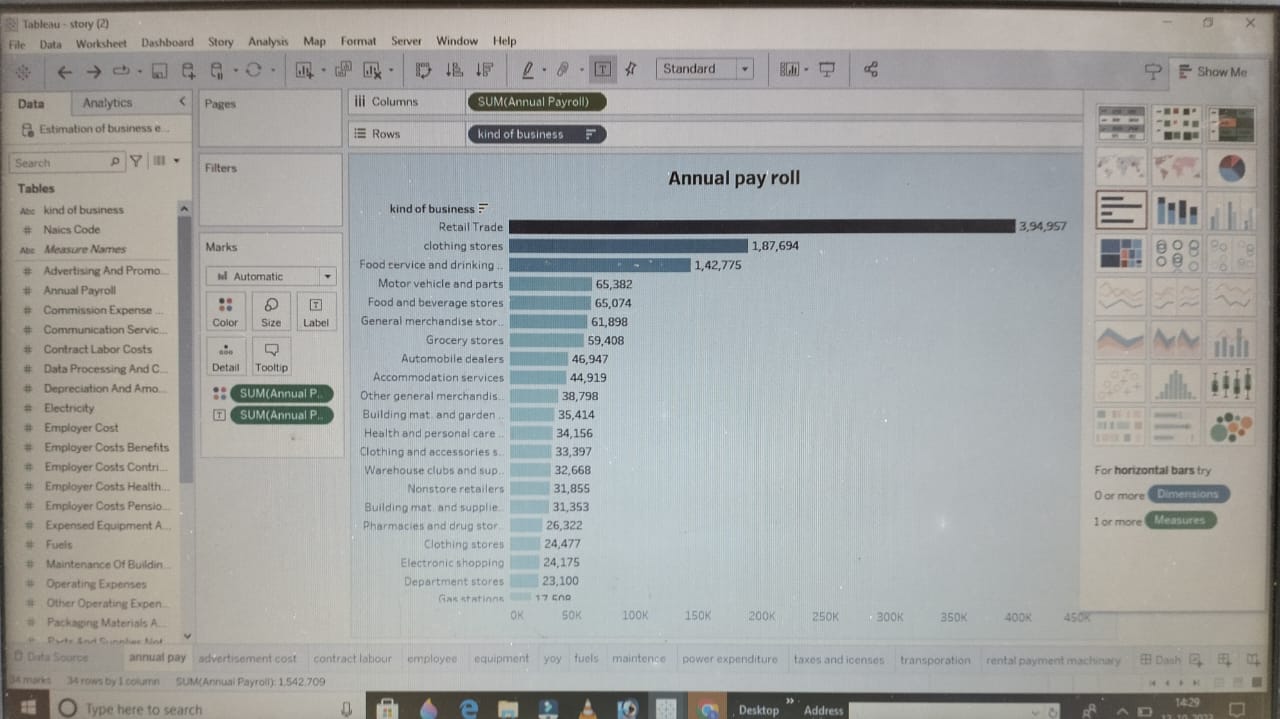 Tableau - story (2)
File Data Worksheet Dashboard Story Analysis Map Format Server Window Help
Standard
Show Me
Data Analytics
Pages
Columns SUM(Annual Payroll)
Estimation of business e...
Rows kind of business
Search
Filters
Tables
Abc kind of business
# Naics Code
Abc Measure Names
# Advertising And Promo...
# Annual Payroll
# Commission Expense ...
# Communication Servic...
# Contract Labor Costs
# Data Processing And C...
# Depreciation And Amo...
# Electricity
# Employer Cost
# Employer Costs Benefits
# Employer Costs Contri...
# Employer Costs Health...
# Employer Costs Pensio...
# Expensed Equipment A...
# Fuels
# Maintenance Of Buildin...
# Operating Expenses
# Other Operating Expen...
# Packaging Materials A...
Marks
Automatic
Color Size Label
Detail Tooltip
SUM(Annual P..
SUM(Annual P..
Annual pay roll
kind of business
Retail Trade 3,94,957
clothing stores 1,87,694
Food cervice and drinking .. 1,42,775
Motor vehicle and parts 65,382
Food and beverage stores 65,074
General merchandise stor.. 61,898
Grocery stores 59,408
Automobile dealers 46,947
Accommodation services 44,919
Other general merchandis.. 38,798
Building mat. and garden .. 35,414
Health and personal care .. 34,156
Clothing and accessories s.. 33,397
Warehouse clubs and sup.. 32,668
Nonstore retailers 31,855
Building mat. and supplie.. 31,353
Pharmacies and drug stor.. 26,322
Clothing stores 24,477
Electronic shopping 24,175
Department stores 23,100
Gas stations
0K 50K 100K 150K 200K 250K 300K 350K 400K 450K
For horizontal bars try
0 or more Dimensions
1 or more Measures
Data Source annual pay advertisement cost contract labour employee equipment yoy fuels maintence power expenditure taxes and icenses transporation rental payment machinary Dash
34 marks 34 rows by 1 column SUM(Annual Payroll): 1,542,709
Type here to search
Desktop Address
14:29